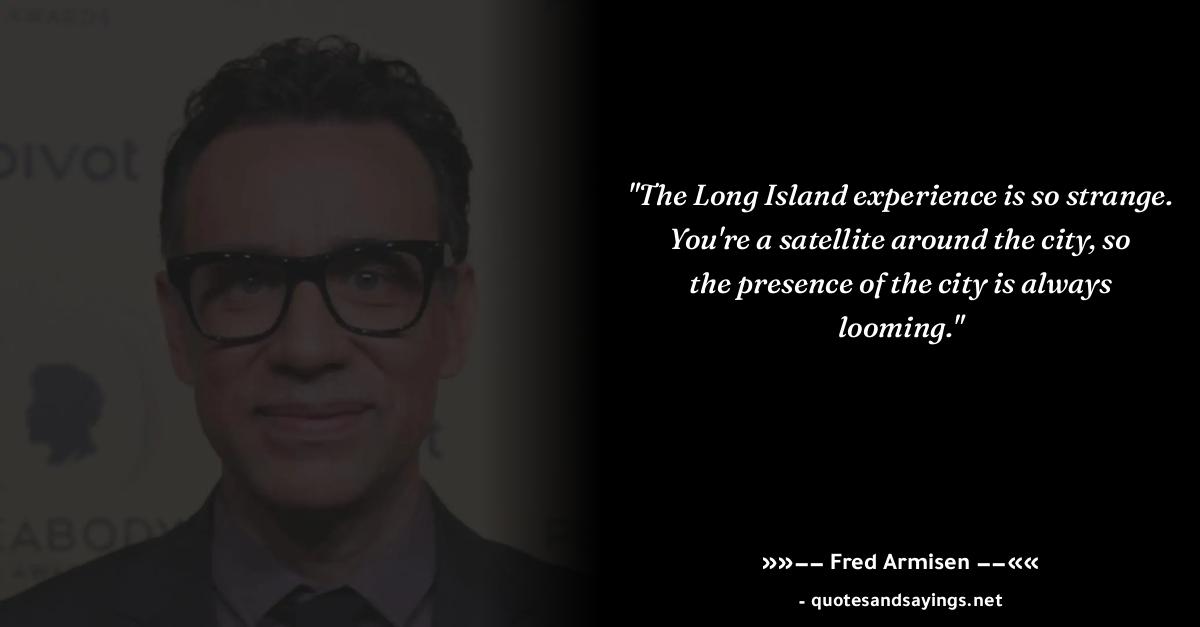 AWARDS
pivot
"The Long Island experience is so strange.
You're a satellite around the city, so
the presence of the city is always
looming."
t
EABODY
»»−− Fred Armisen −−««
- quotesandsayings.net